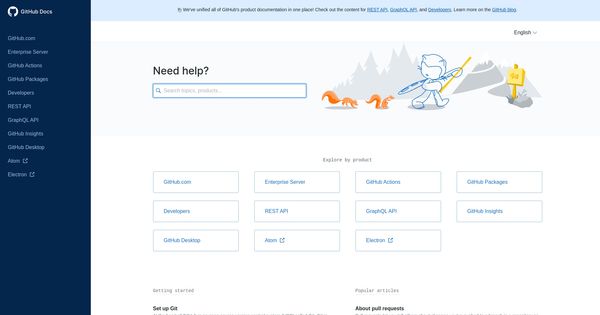 GitHub Docs
GitHub.com
Enterprise Server
GitHub Actions
GitHub Packages
Developers
REST API
GraphQL API
GitHub Insights
GitHub Desktop
Atom
Electron
We've unified all of GitHub's product documentation in one place! Check out the content for REST API, GraphQL API, and Developers. Learn more on the GitHub blog.
English
Need help?
Search topics, products...
Explore by product
GitHub.com
Enterprise Server
GitHub Actions
GitHub Packages
Developers
REST API
GraphQL API
GitHub Insights
GitHub Desktop
Atom
Electron
Getting started
Popular articles
Set up Git
About pull requests